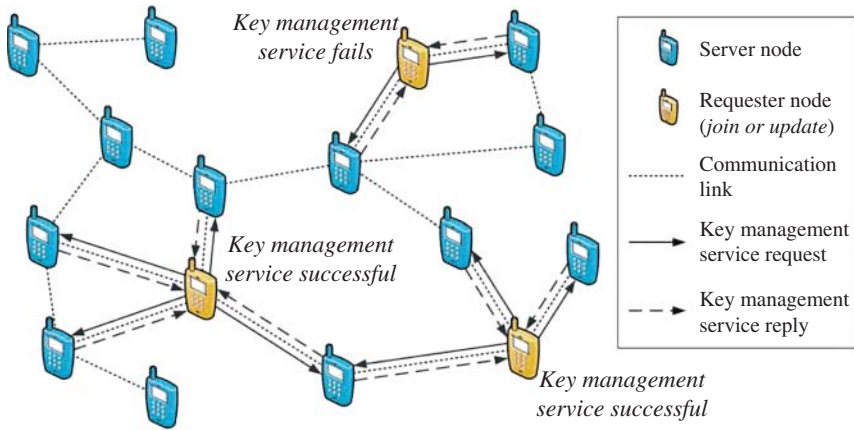 Key management
service fails
Key management
service successful
Key management
service successful
Server node
Requester node
(join or update)
Communication
link
Key management
service request
Key management
service reply